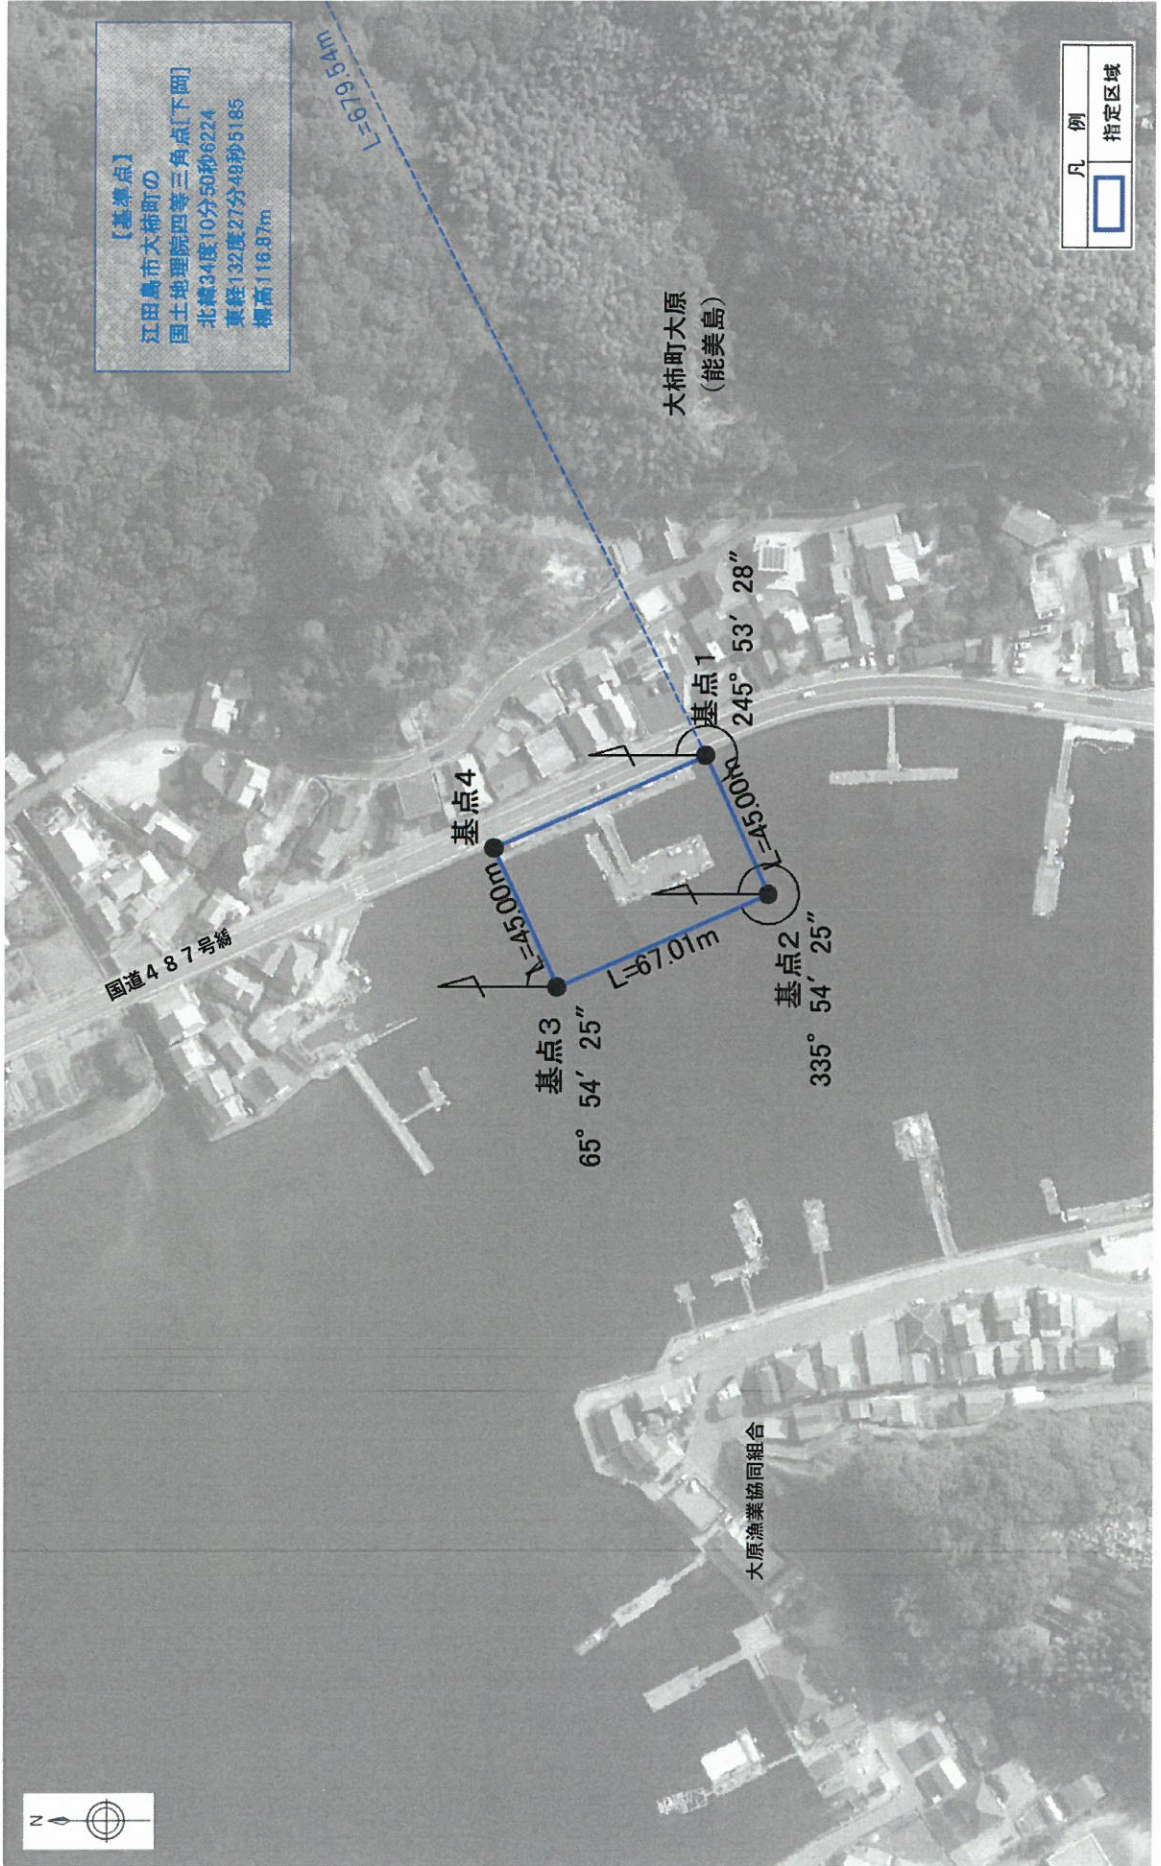 【基準点】
江田島市大柿町の
国土地理院四等三角点[下岡]
北緯34度10分50秒6224
東経132度27分49秒5185
標高116.87m
L=679.54m
凡 例
指定区域
大柿町大原
(能美島)
国道487号線
基点4
基点1
245° 53′ 28″
L=45.00m
L=45.00m
L=67.01m
基点3
65° 54′ 25″
基点2
335° 54′ 25″
大原漁業協同組合
N